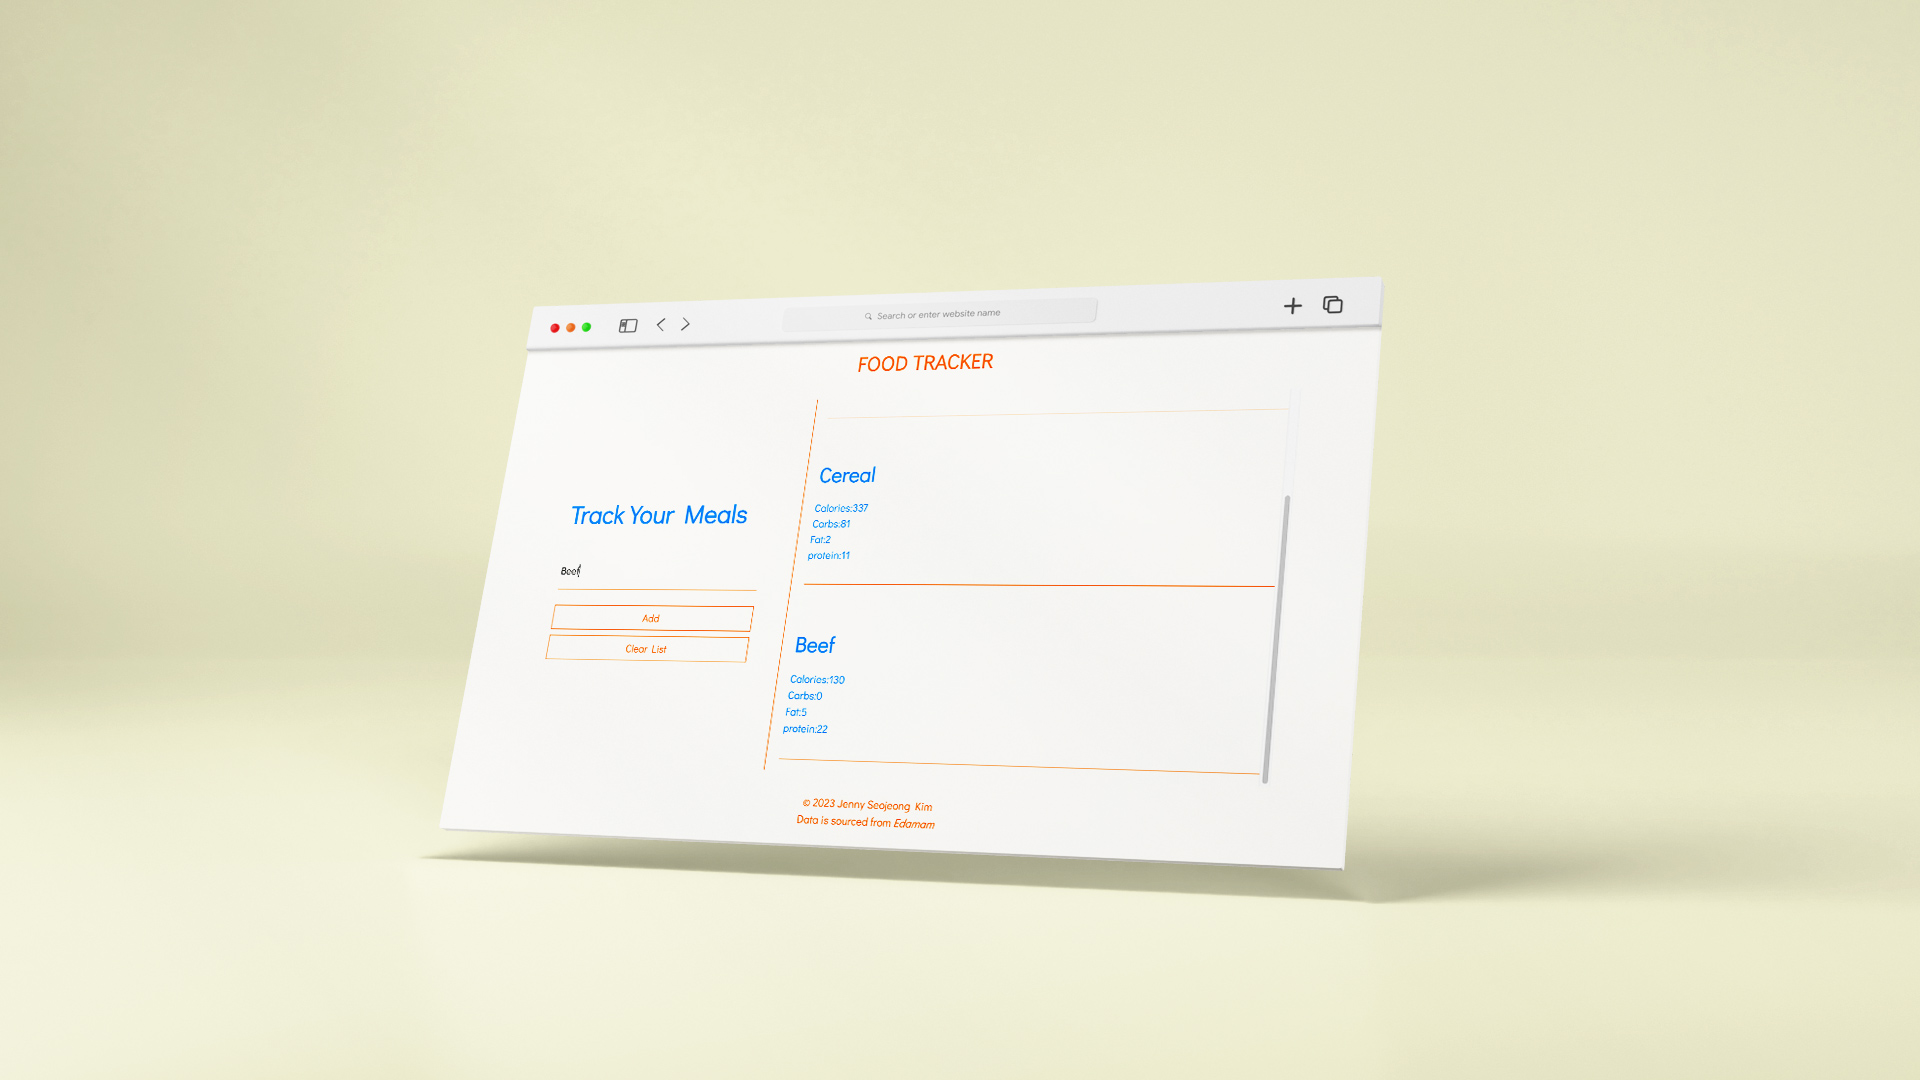 Search or enter website name
FOOD TRACKER
Track Your Meals
Beef
Add
Clear List
Cereal
Calories:337
Carbs:81
Fat:2
protein:11
Beef
Calories:130
Carbs:0
Fat:5
protein:22
© 2023 Jenny Seojeong Kim
Data is sourced from Edamam